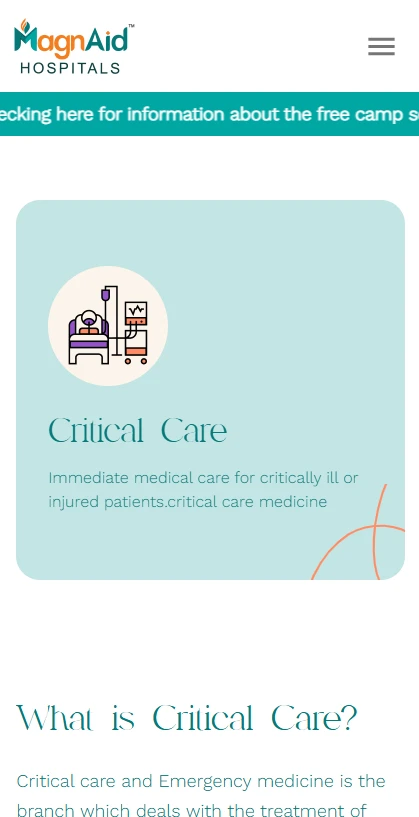 MagnAid™
HOSPITALS
here for information about the free camp
Critical Care
Immediate medical care for critically ill or
injured patients.critical care medicine
What is Critical Care?
Critical care and Emergency medicine is the
branch which deals with the treatment of